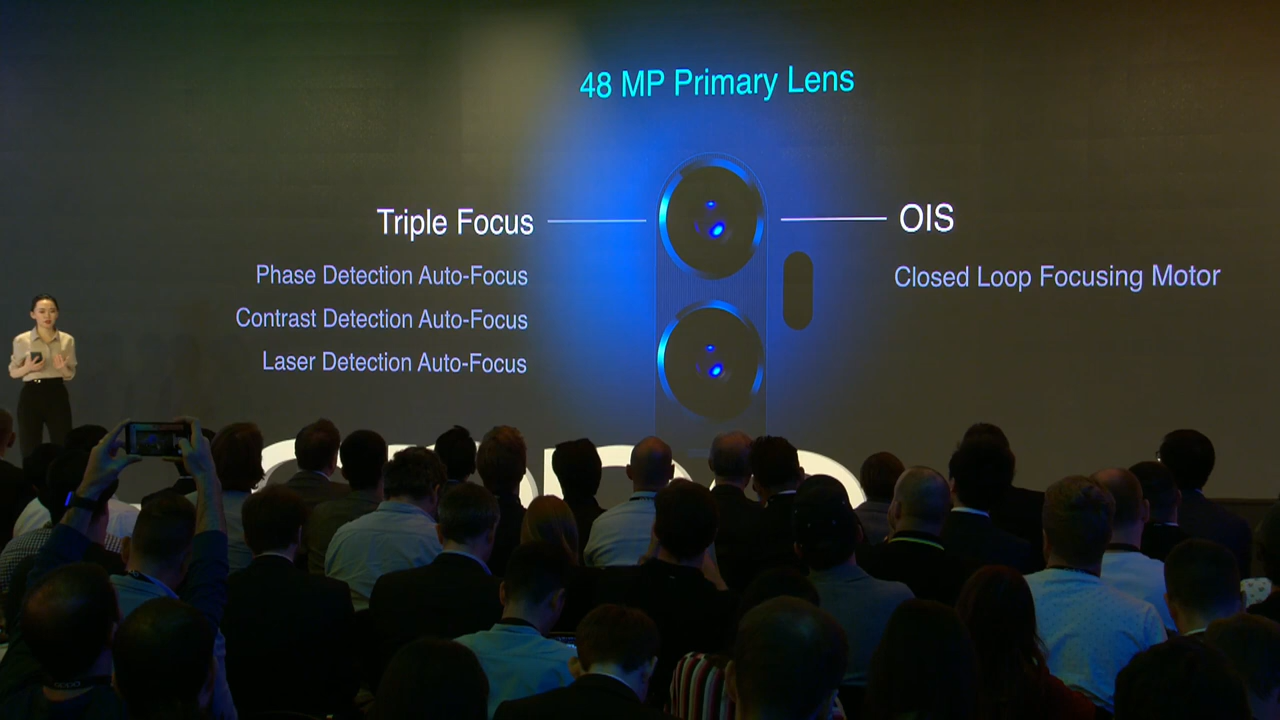 48 MP Primary Lens
Triple Focus
Phase Detection Auto-Focus
Contrast Detection Auto-Focus
Laser Detection Auto-Focus
OIS
Closed Loop Focusing Motor